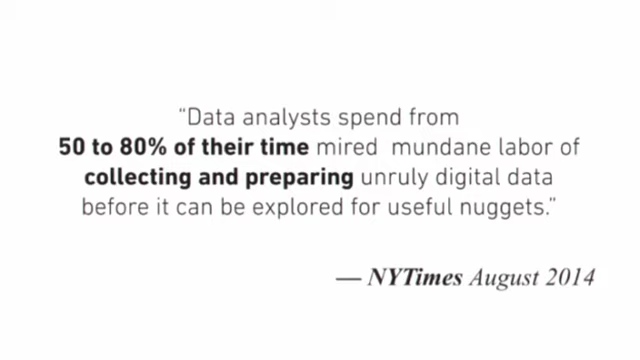 “Data analysts spend from
50 to 80% of their time mired mundane labor of
collecting and preparing unruly digital data
before it can be explored for useful nuggets.”
— NYTimes August 2014